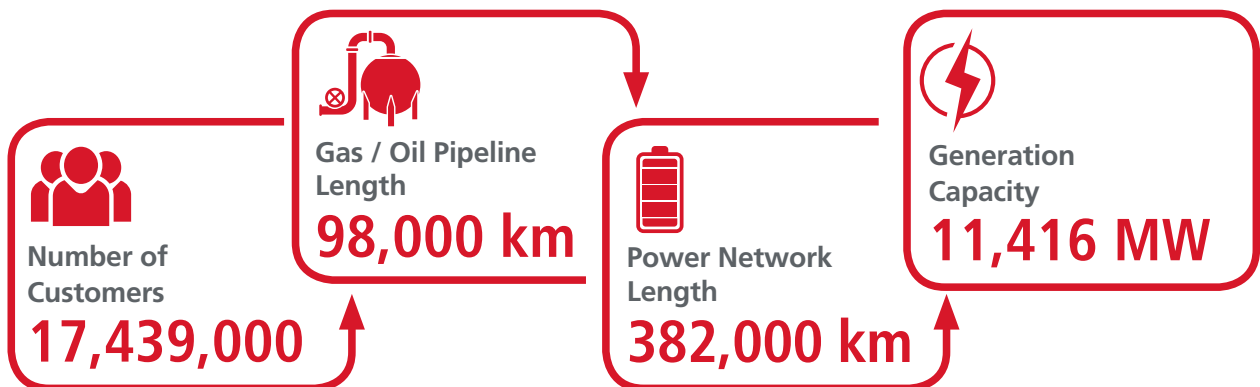 Number of
Customers
17,439,000
Gas / Oil Pipeline
Length
98,000 km
Power Network
Length
382,000 km
Generation
Capacity
11,416 MW